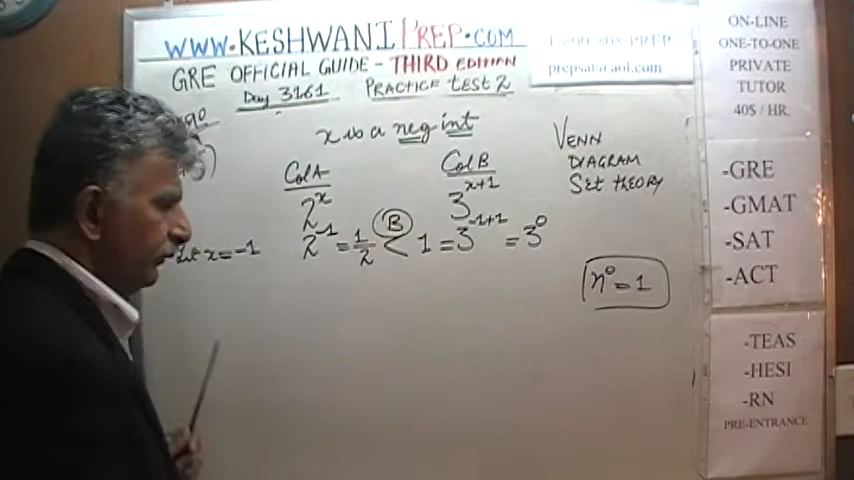 WWW.KESHWANIPREP.COM
GRE OFFICIAL GUIDE - THIRD EDITION
Day 3161 PRACTICE TEST 2
x is a neg int
Col A Col B
2^x 3^x+1
Let x = -1 2^-1 = 1/2 < 1 = 3^-1+1 = 3^0
B
VENN
DIAGRAM
Set theory
n^0 = 1
prepsat@aol.com
ON-LINE
ONE-TO-ONE
PRIVATE
TUTOR
40$ / HR.
-GRE
-GMAT
-SAT
-ACT
-TEAS
-HESI
-RN
PRE-ENTRANCE